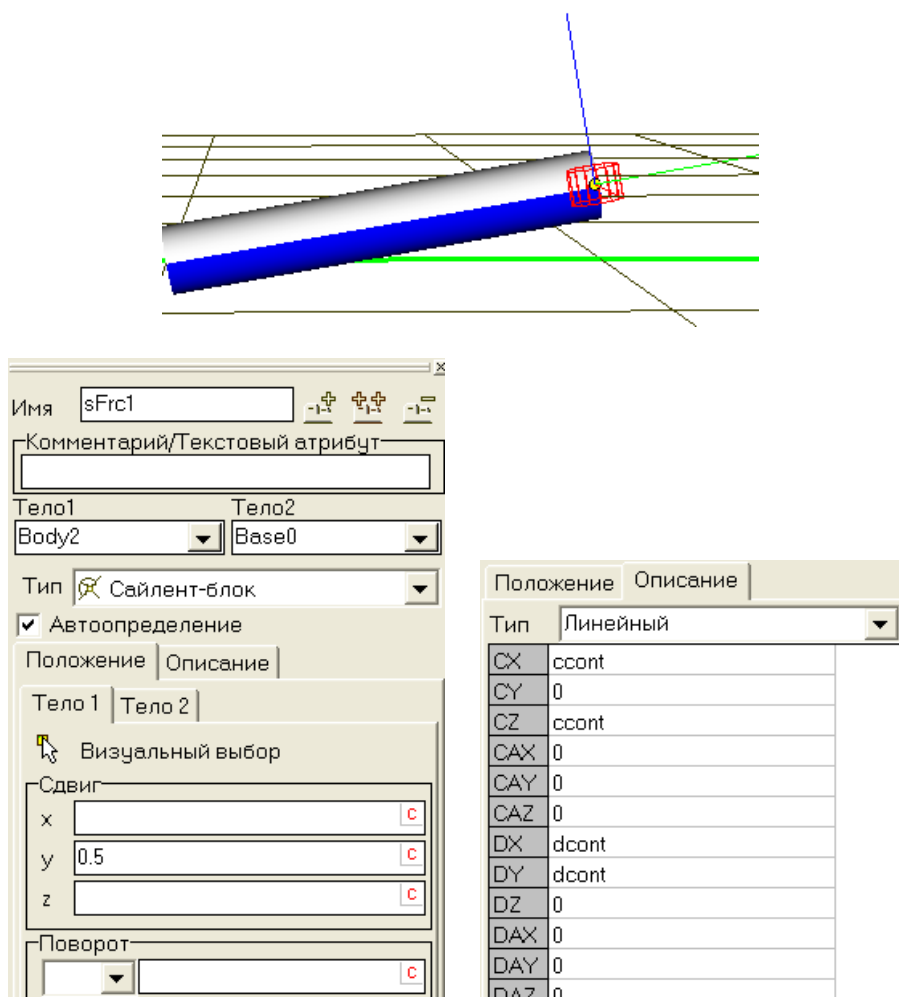 Имя sFrc1
Комментарий/Текстовый атрибут
Тело1 Тело2
Body2 Base0
Тип Сайлент-блок
Автоопределение
Положение Описание
Тело 1 Тело 2
Визуальный выбор
Сдвиг
x c
y 0.5 c
z c
Поворот
c
Положение Описание
Тип Линейный
CX ccont
CY 0
CZ ccont
CAX 0
CAY 0
CAZ 0
DX dcont
DY dcont
DZ 0
DAX 0
DAY 0
DAZ 0